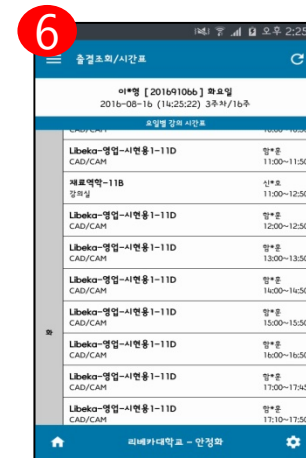 6
오후 2:25
출결조회/시간표
이*형 [201691066] 화요일
2016-08-16 (14:25:22) 3주차/16주
요일별 강의 시간표
CAD/CAM
Libeka-영업-시현용1-11D 함*운
CAD/CAM 11:00~11:50
재료역학-11B 신*호
강의실 11:00~12:50
Libeka-영업-시현용1-11D 함*운
CAD/CAM 12:00~12:50
Libeka-영업-시현용1-11D 함*운
CAD/CAM 13:00~13:50
Libeka-영업-시현용1-11D 함*운
CAD/CAM 14:00~14:50
Libeka-영업-시현용1-11D 함*운
CAD/CAM 15:00~15:50
화
Libeka-영업-시현용1-11D 함*운
CAD/CAM 16:00~16:50
Libeka-영업-시현용1-11D 함*운
CAD/CAM 17:00~17:45
Libeka-영업-시현용1-11D 함*운
CAD/CAM 17:10~17:50
리베카대학교 - 안정화